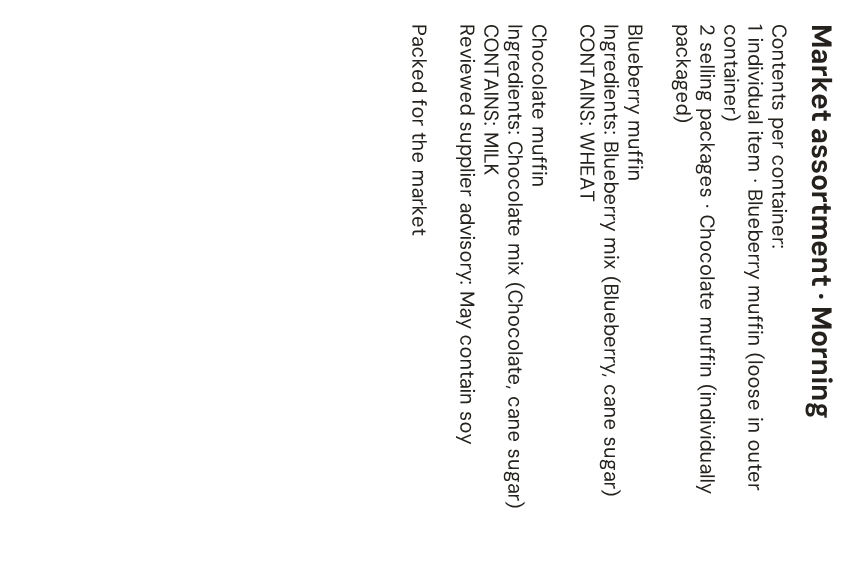 Market assortment · Morning
Contents per container:
1 individual item · Blueberry muffin (loose in outer
container)
2 selling packages · Chocolate muffin (individually
packaged)
Blueberry muffin
Ingredients: Blueberry mix (Blueberry, cane sugar)
CONTAINS: WHEAT
Chocolate muffin
Ingredients: Chocolate mix (Chocolate, cane sugar)
CONTAINS: MILK
Reviewed supplier advisory: May contain soy
Packed for the market